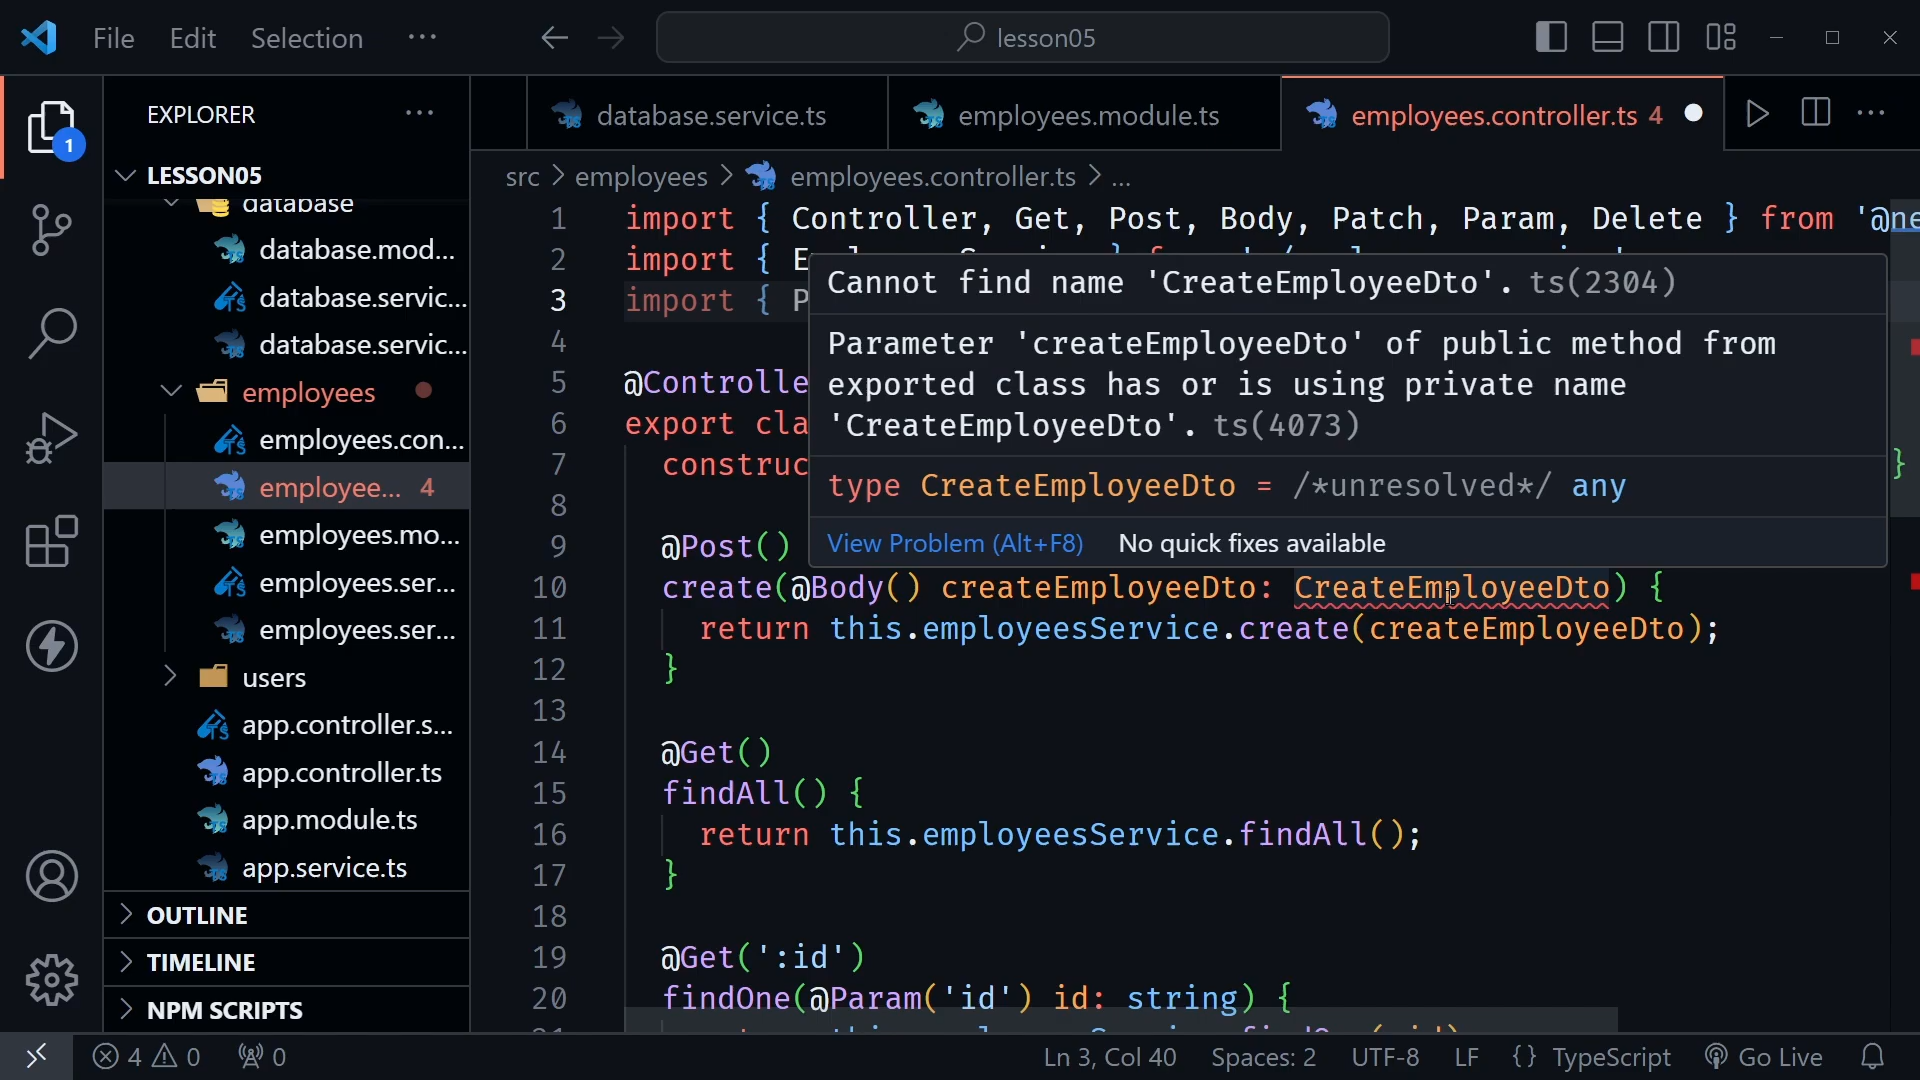 File Edit Selection ···
lesson05
EXPLORER ···
LESSON05
database
database.mod...
database.servic...
database.servic...
employees
employees.con...
employee... 4
employees.mo...
employees.ser...
employees.ser...
users
app.controller.s...
app.controller.ts
app.module.ts
app.service.ts
OUTLINE
TIMELINE
NPM SCRIPTS
1
database.service.ts
employees.module.ts
employees.controller.ts 4
src > employees > employees.controller.ts > ...
1 import { Controller, Get, Post, Body, Patch, Param, Delete } from '@ne
2 import { E
3 import { P
4
5 @Controlle
6 export cla
7 construc
8
9 @Post()
Cannot find name 'CreateEmployeeDto'. ts(2304)
Parameter 'createEmployeeDto' of public method from
exported class has or is using private name
'CreateEmployeeDto'. ts(4073)
type CreateEmployeeDto = /*unresolved*/ any
View Problem (Alt+F8) No quick fixes available
}
10 create(@Body() createEmployeeDto: CreateEmployeeDto) {
11 return this.employeesService.create(createEmployeeDto);
12 }
13
14 @Get()
15 findAll() {
16 return this.employeesService.findAll();
17 }
18
19 @Get(':id')
20 findOne(@Param('id') id: string) {
4 0 0
Ln 3, Col 40 Spaces: 2 UTF-8 LF {} TypeScript Go Live